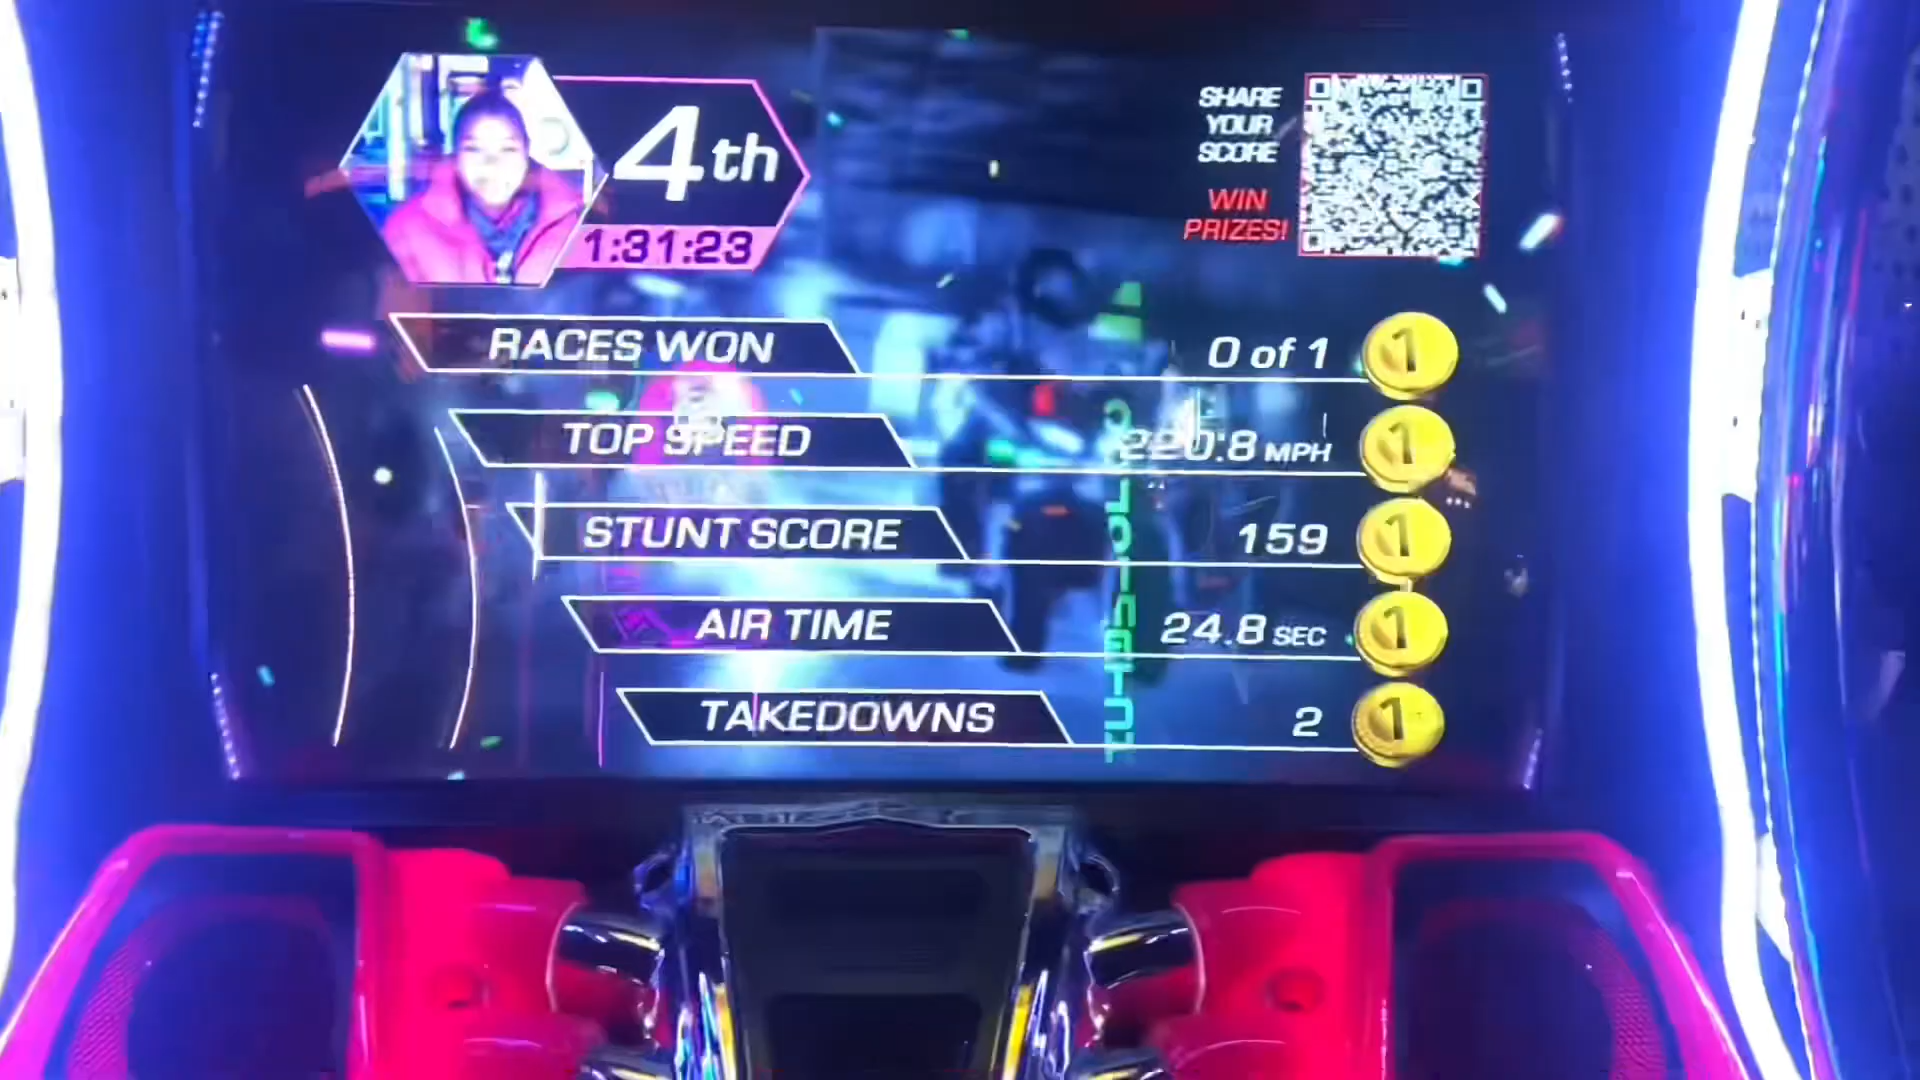 4th
1:31:23
SHARE
YOUR
SCORE
WIN
PRIZES!
RACES WON 0 of 1 1
TOP SPEED 220.8 MPH 1
STUNT SCORE 159 1
AIR TIME 24.8 SEC 1
TAKEDOWNS 2 1